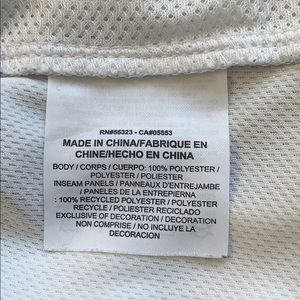 RN#56323 - CA#05553
MADE IN CHINA/FABRIQUE EN
CHINE/HECHO EN CHINA
BODY / CORPS / CUERPO: 100% POLYESTER /
POLYESTER / POLIESTER
INSEAM PANELS / PANNEAUX D'ENTREJAMBE
/ PANELES DE LA ENTREPIERNA
: 100% RECYCLED POLYESTER / POLYESTER
RECYCLE / POLIESTER RECICLADO
EXCLUSIVE OF DECORATION / DECORATION
NON COMPRISE / NO INCLUYE LA
DECORACION